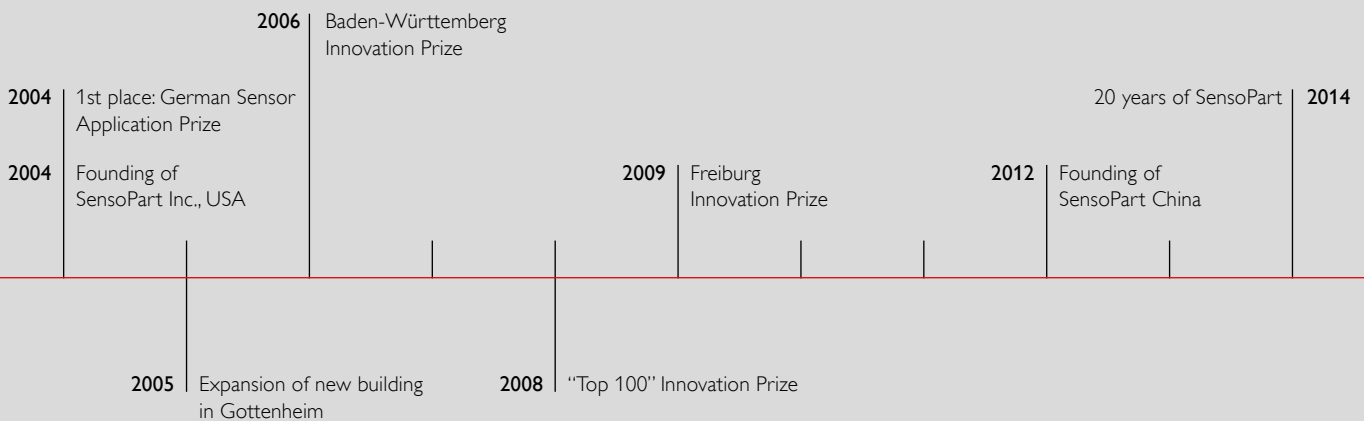 2006 Baden-Württemberg
Innovation Prize
2004 1st place: German Sensor
Application Prize
20 years of SensoPart 2014
2004 Founding of
SensoPart Inc., USA
2009 Freiburg
Innovation Prize
2012 Founding of
SensoPart China
2005 Expansion of new building
in Gottenheim
2008 “Top 100” Innovation Prize